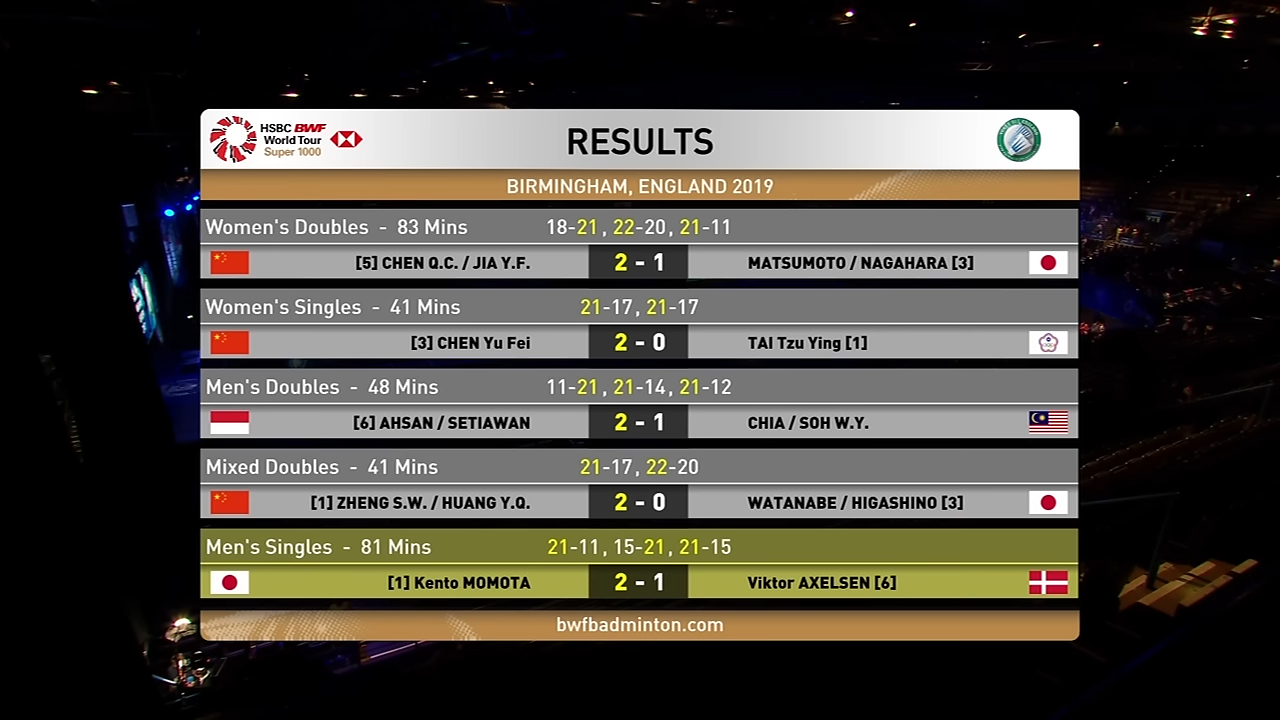 HSBC BWF
World Tour
Super 1000
RESULTS
BIRMINGHAM, ENGLAND 2019
Women's Doubles - 83 Mins 18-21, 22-20, 21-11
[5] CHEN Q.C. / JIA Y.F. 2 - 1 MATSUMOTO / NAGAHARA [3]
Women's Singles - 41 Mins 21-17, 21-17
[3] CHEN Yu Fei 2 - 0 TAI Tzu Ying [1]
Men's Doubles - 48 Mins 11-21, 21-14, 21-12
[6] AHSAN / SETIAWAN 2 - 1 CHIA / SOH W.Y.
Mixed Doubles - 41 Mins 21-17, 22-20
[1] ZHENG S.W. / HUANG Y.Q. 2 - 0 WATANABE / HIGASHINO [3]
Men's Singles - 81 Mins 21-11, 15-21, 21-15
[1] Kento MOMOTA 2 - 1 Viktor AXELSEN [6]
bwfbadminton.com